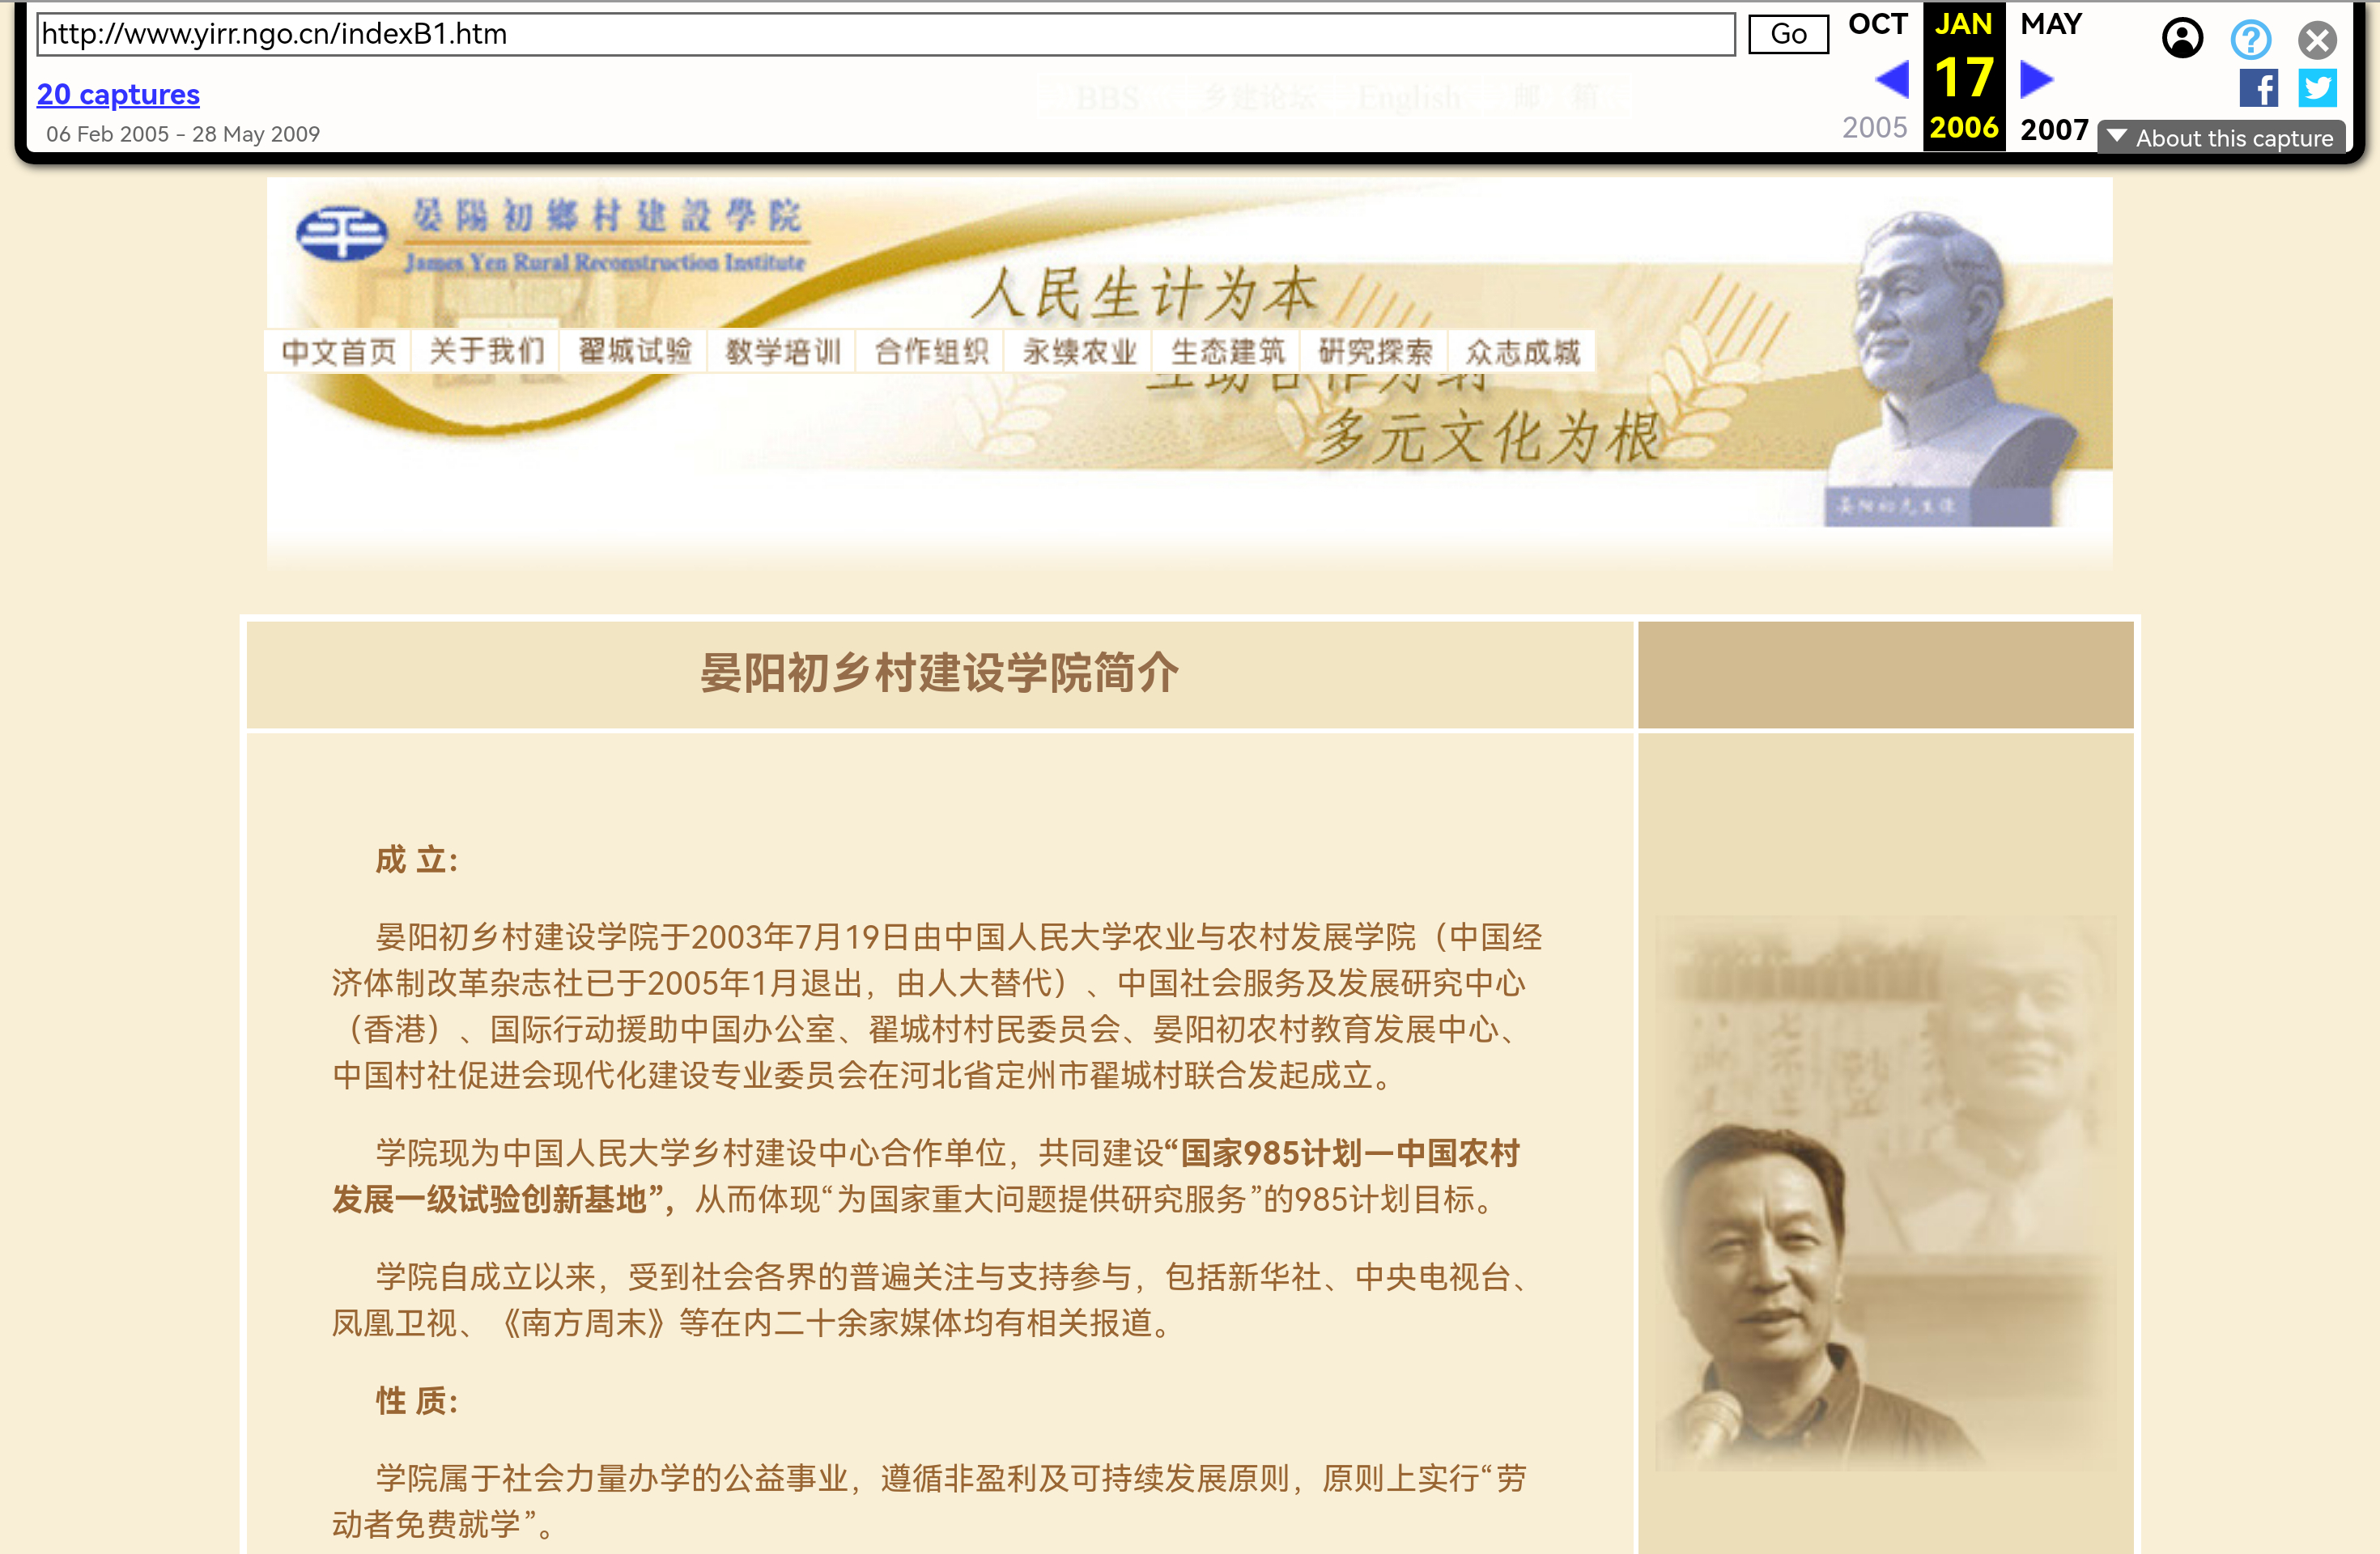 http://www.yirr.ngo.cn/indexB1.htm
Go
OCT JAN MAY
17
2005 2006 2007
20 captures
06 Feb 2005 - 28 May 2009
About this capture
BBS 乡建论坛 English 邮 箱
晏陽初鄉村建設學院
James Yen Rural Reconstruction Institute
人民生计为本
中文首页 关于我们 翟城试验 教学培训 合作组织 永续农业 生态建筑 研究探索 众志成城
多元文化为根
晏阳初先生像
晏阳初乡村建设学院简介
成 立：
晏阳初乡村建设学院于2003年7月19日由中国人民大学农业与农村发展学院（中国经
济体制改革杂志社已于2005年1月退出，由人大替代）、中国社会服务及发展研究中心
（香港）、国际行动援助中国办公室、翟城村村民委员会、晏阳初农村教育发展中心、
中国村社促进会现代化建设专业委员会在河北省定州市翟城村联合发起成立。
学院现为中国人民大学乡村建设中心合作单位，共同建设“国家985计划—中国农村
发展一级试验创新基地”，从而体现“为国家重大问题提供研究服务”的985计划目标。
学院自成立以来，受到社会各界的普遍关注与支持参与，包括新华社、中央电视台、
凤凰卫视、《南方周末》等在内二十余家媒体均有相关报道。
性 质：
学院属于社会力量办学的公益事业，遵循非盈利及可持续发展原则，原则上实行“劳
动者免费就学”。